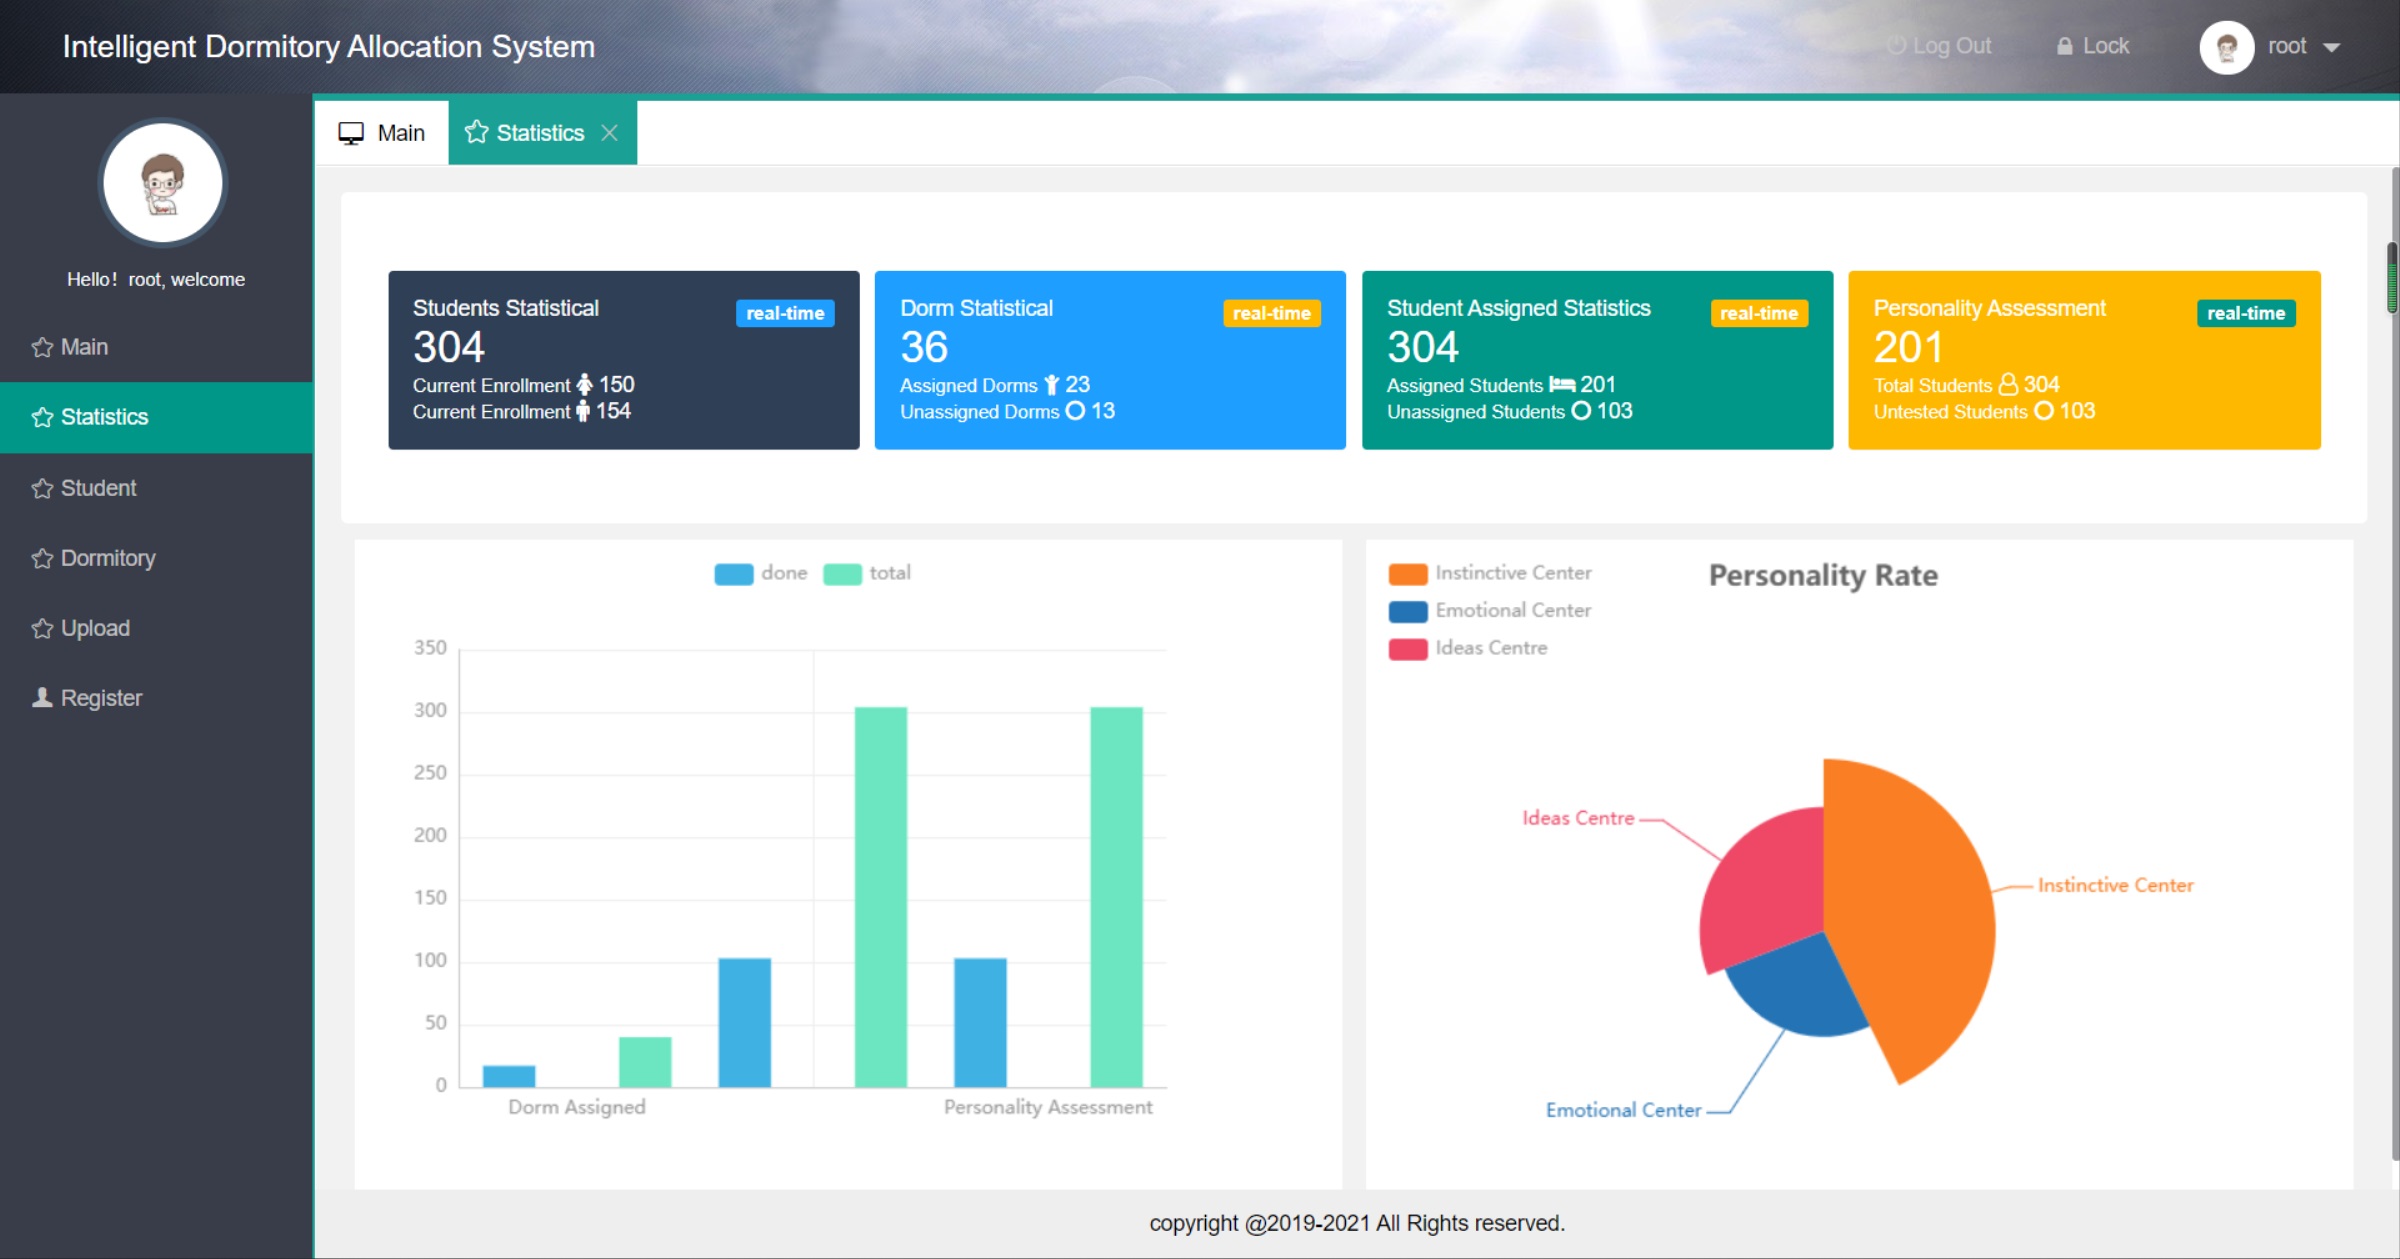 Intelligent Dormitory Allocation System
Log Out
Lock
root
Hello！root, welcome
Main
Statistics
Student
Dormitory
Upload
Register
Main
Statistics
Students Statistical
real-time
304
Current Enrollment 150
Current Enrollment 154
Dorm Statistical
real-time
36
Assigned Dorms 23
Unassigned Dorms 13
Student Assigned Statistics
real-time
304
Assigned Students 201
Unassigned Students 103
Personality Assessment
real-time
201
Total Students 304
Untested Students 103
done
total
350
300
250
200
150
100
50
0
Dorm Assigned
Personality Assessment
Instinctive Center
Emotional Center
Ideas Centre
Personality Rate
Ideas Centre
Instinctive Center
Emotional Center
copyright @2019-2021 All Rights reserved.